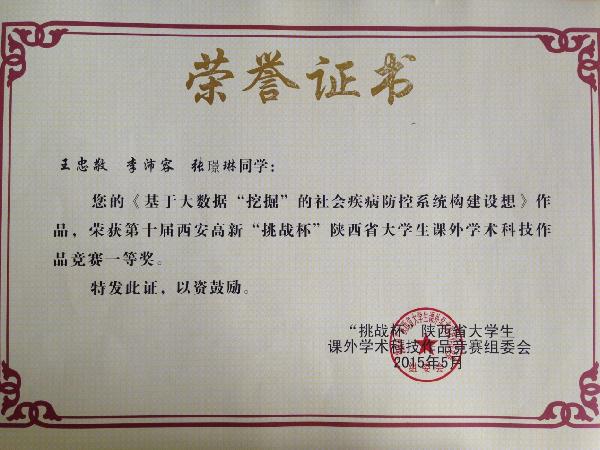 荣誉证书
王忠敬 李沛容 张璟琳同学：
您的《基于大数据“挖掘”的社会疾病防控系统构建设想》作
品，荣获第十届西安高新“挑战杯”陕西省大学生课外学术科技作
品竞赛一等奖。
特发此证，以资鼓励。
“挑战杯”陕西省大学生
课外学术科技作品竞赛组委会
2015年5月
组委会